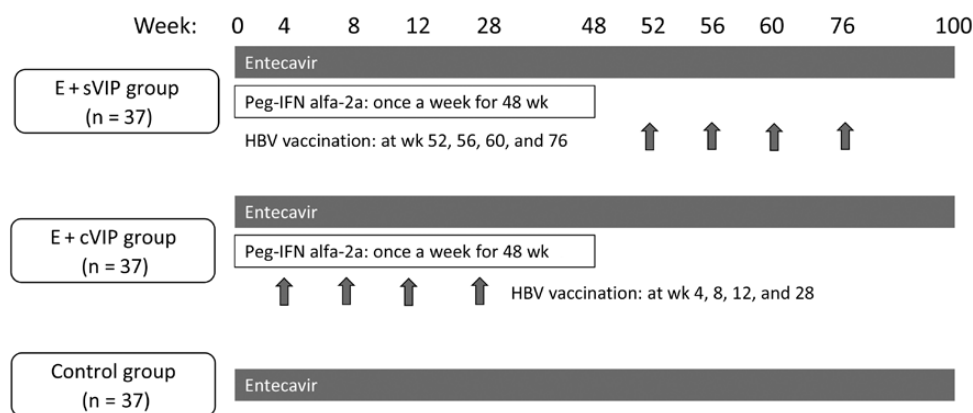 Week: 0 4 8 12 28 48 52 56 60 76 100
Entecavir
E + sVIP group
(n = 37)
Peg-IFN alfa-2a: once a week for 48 wk
HBV vaccination: at wk 52, 56, 60, and 76
Entecavir
E + cVIP group
(n = 37)
Peg-IFN alfa-2a: once a week for 48 wk
HBV vaccination: at wk 4, 8, 12, and 28
Control group
(n = 37)
Entecavir